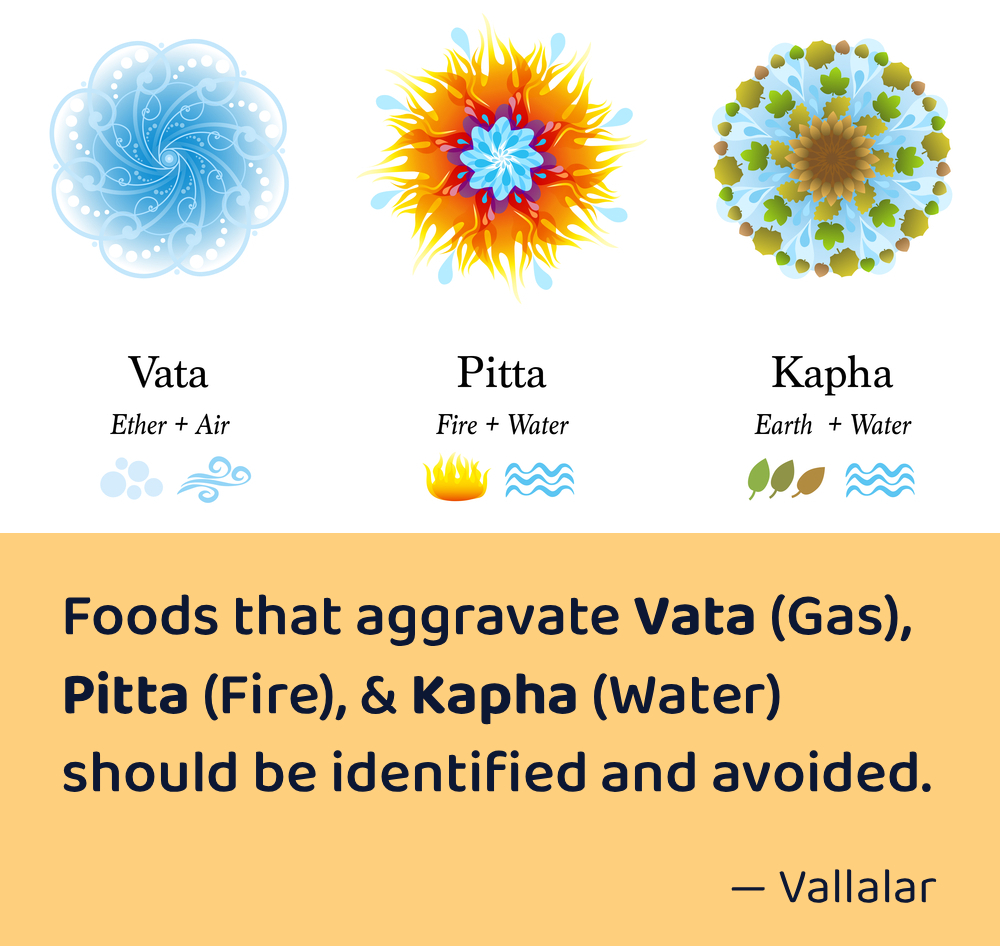 Vata
Ether + Air
Pitta
Fire + Water
Kapha
Earth + Water
Foods that aggravate Vata (Gas),
Pitta (Fire), & Kapha (Water)
should be identified and avoided.
— Vallalar